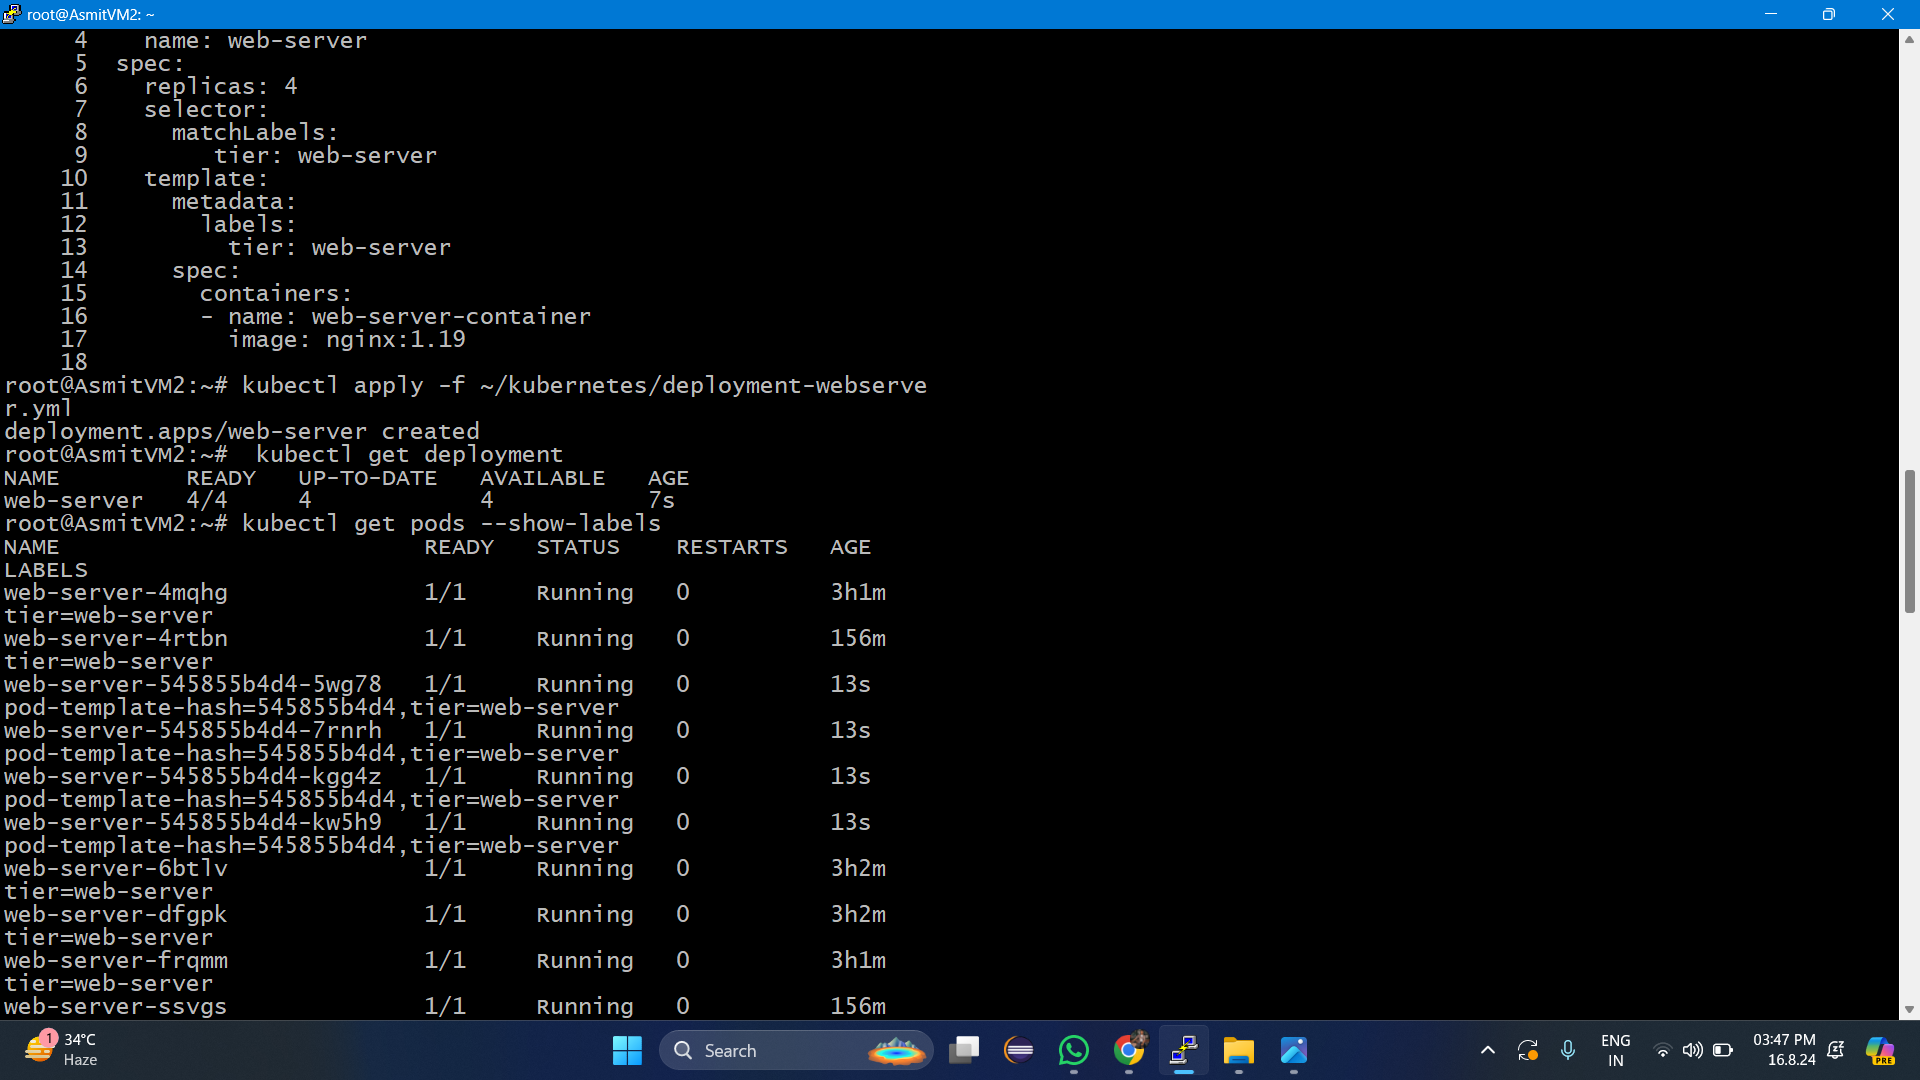 root@AsmitVM2: ~
4    name: web-server
5  spec:
6    replicas: 4
7    selector:
8      matchLabels:
9         tier: web-server
10    template:
11      metadata:
12        labels:
13          tier: web-server
14      spec:
15        containers:
16        - name: web-server-container
17          image: nginx:1.19
18
root@AsmitVM2:~# kubectl apply -f ~/kubernetes/deployment-webserve
r.yml
deployment.apps/web-server created
root@AsmitVM2:~#  kubectl get deployment
NAME         READY   UP-TO-DATE   AVAILABLE   AGE
web-server   4/4     4            4           7s
root@AsmitVM2:~# kubectl get pods --show-labels
NAME                          READY   STATUS    RESTARTS   AGE
LABELS
web-server-4mqhg              1/1     Running   0          3h1m
tier=web-server
web-server-4rtbn              1/1     Running   0          156m
tier=web-server
web-server-545855b4d4-5wg78   1/1     Running   0          13s
pod-template-hash=545855b4d4,tier=web-server
web-server-545855b4d4-7rnrh   1/1     Running   0          13s
pod-template-hash=545855b4d4,tier=web-server
web-server-545855b4d4-kgg4z   1/1     Running   0          13s
pod-template-hash=545855b4d4,tier=web-server
web-server-545855b4d4-kw5h9   1/1     Running   0          13s
pod-template-hash=545855b4d4,tier=web-server
web-server-6btlv              1/1     Running   0          3h2m
tier=web-server
web-server-dfgpk              1/1     Running   0          3h2m
tier=web-server
web-server-frqmm              1/1     Running   0          3h1m
tier=web-server
web-server-ssvgs              1/1     Running   0          156m
1
34°C
Haze
Search
ENG
IN
03:47 PM
16.8.24
PRE